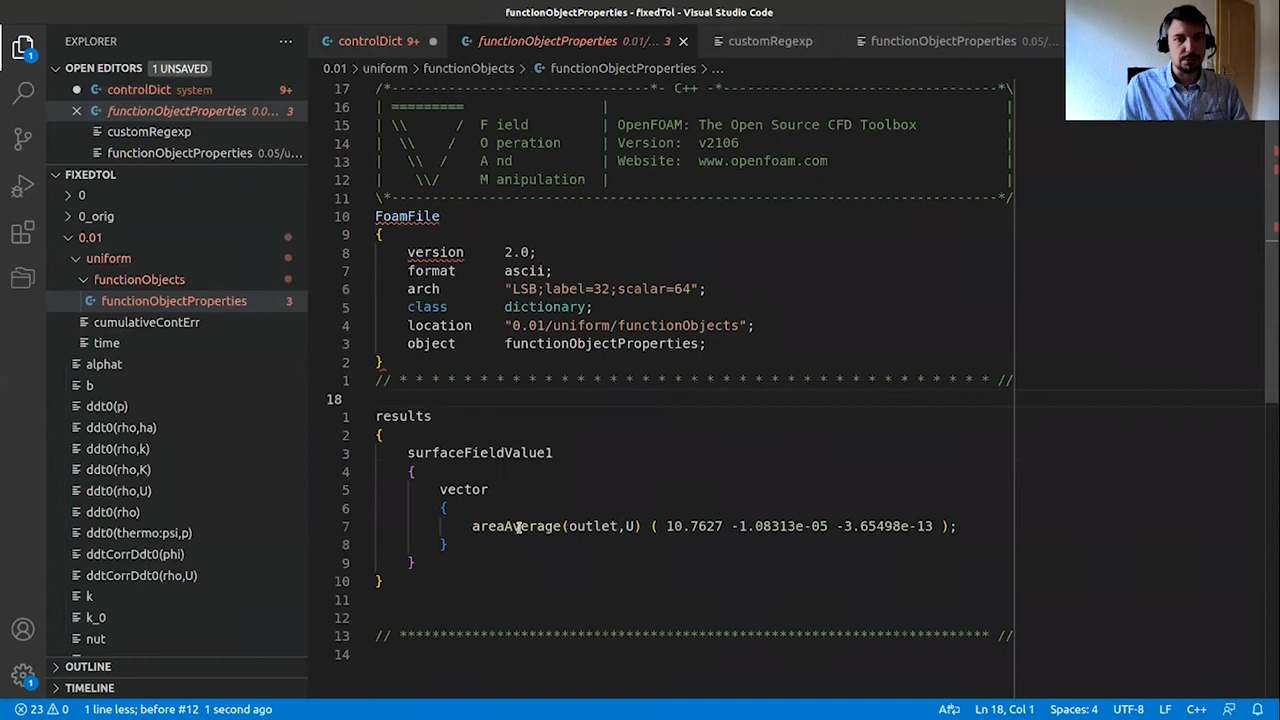 functionObjectProperties - fixedTol - Visual Studio Code
EXPLORER
OPEN EDITORS 1 UNSAVED
controlDict system 9+
functionObjectProperties 0.0... 3
customRegexp
functionObjectProperties 0.05/u...
FIXEDTOL
0
0_orig
0.01
uniform
functionObjects
functionObjectProperties 3
cumulativeContErr
time
alphat
b
ddt0(p)
ddt0(rho,ha)
ddt0(rho,k)
ddt0(rho,K)
ddt0(rho,U)
ddt0(rho)
ddt0(thermo:psi,p)
ddtCorrDdt0(phi)
ddtCorrDdt0(rho,U)
k
k_0
nut
OUTLINE
TIMELINE
controlDict 9+
functionObjectProperties 0.01/... 3
customRegexp
functionObjectProperties 0.05/...
0.01 > uniform > functionObjects > functionObjectProperties > ...
17 /*--------------------------------*- C++ -*----------------------------------*\
16 | ========= | |
15 | \\ / F ield | OpenFOAM: The Open Source CFD Toolbox |
14 | \\ / O peration | Version: v2106 |
13 | \\ / A nd | Website: www.openfoam.com |
12 | \\/ M anipulation | |
11 \*---------------------------------------------------------------------------*/
10 FoamFile
9 {
8 version 2.0;
7 format ascii;
6 arch "LSB;label=32;scalar=64";
5 class dictionary;
4 location "0.01/uniform/functionObjects";
3 object functionObjectProperties;
2 }
1 // * * * * * * * * * * * * * * * * * * * * * * * * * * * * * * * * * * * * * //
18
1 results
2 {
3 surfaceFieldValue1
4 {
5 vector
6 {
7 areaAverage(outlet,U) ( 10.7627 -1.08313e-05 -3.65498e-13 );
8 }
9 }
10 }
11
12
13 // ************************************************************************* //
14
1
23 0 1 line less; before #12 1 second ago
Ln 18, Col 1 Spaces: 4 UTF-8 LF C++